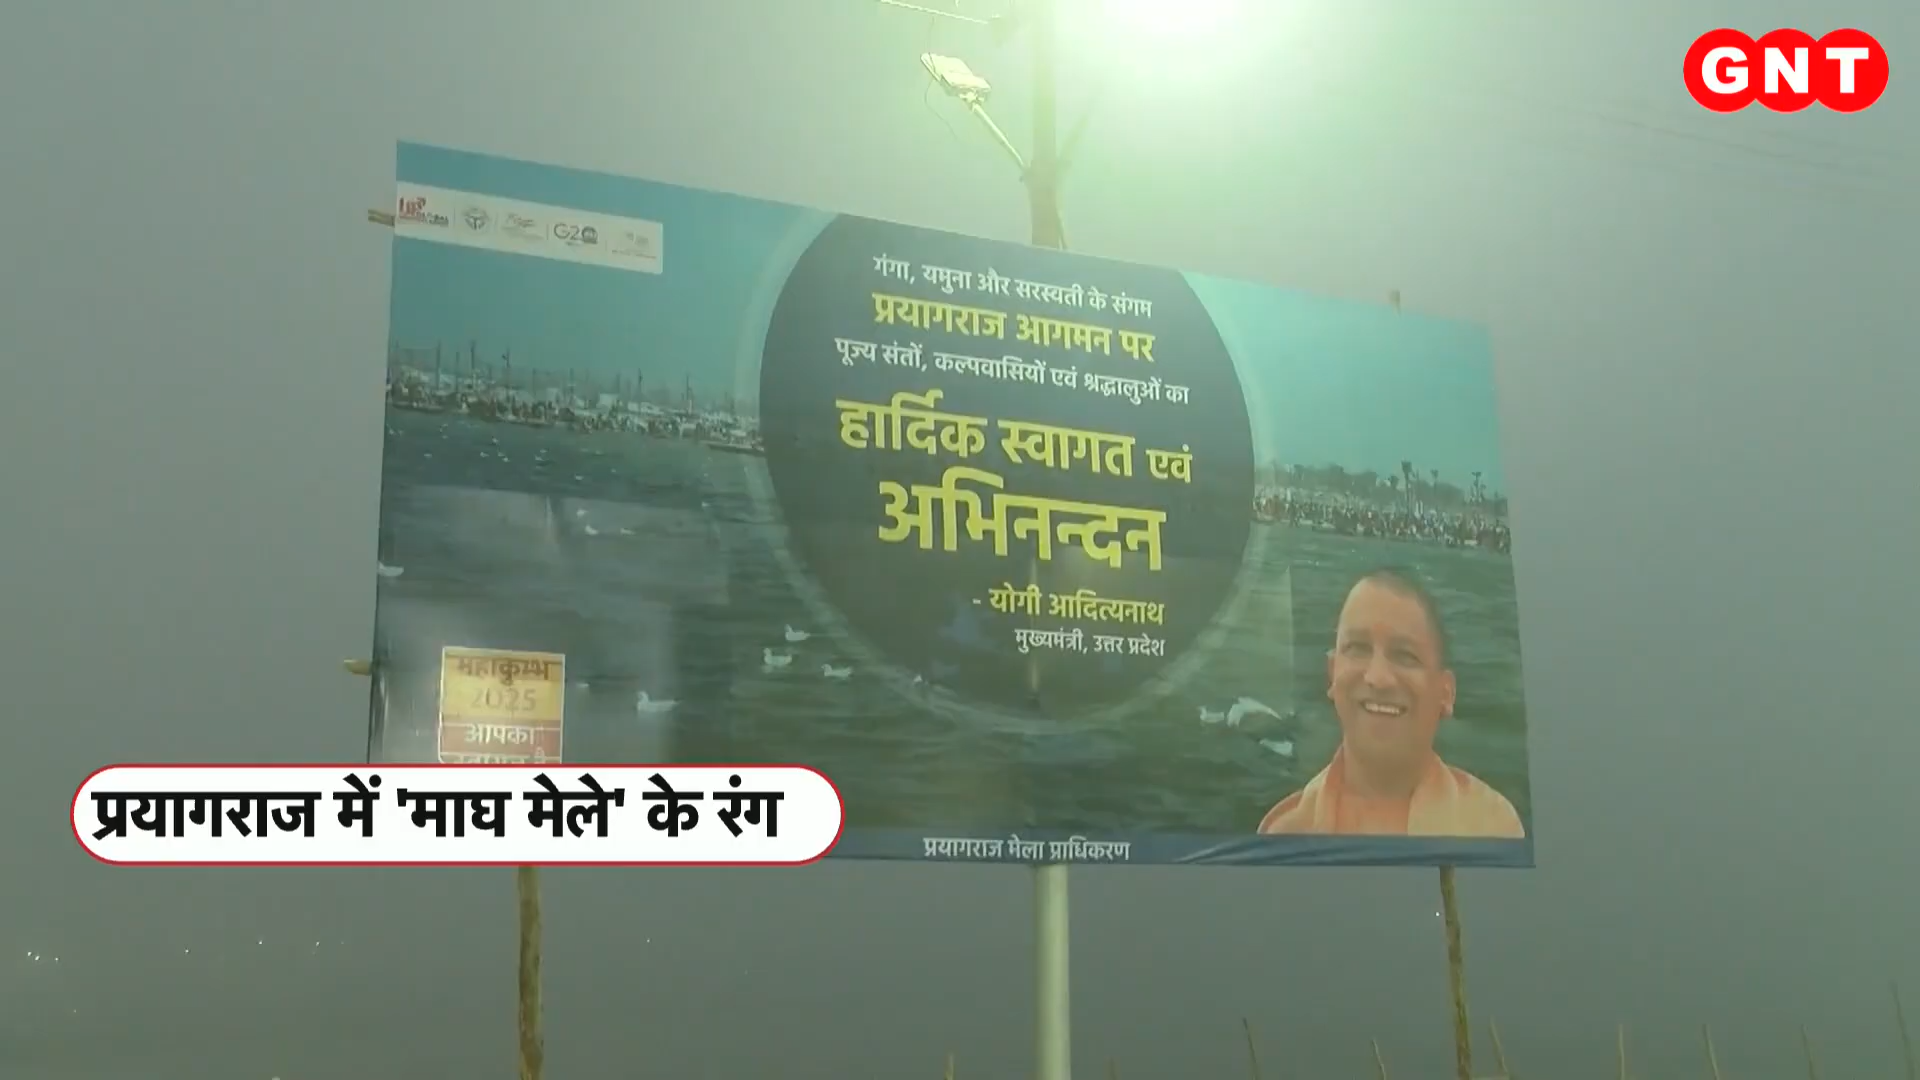 GNT
G20
गंगा, यमुना और सरस्वती के संगम
प्रयागराज आगमन पर
पूज्य संतों, कल्पवासियों एवं श्रद्धालुओं का
हार्दिक स्वागत एवं
अभिनन्दन
- योगी आदित्यनाथ
मुख्यमंत्री, उत्तर प्रदेश
महाकुम्भ
2025
आपका
प्रयागराज में 'माघ मेले' के रंग
प्रयागराज मेला प्राधिकरण